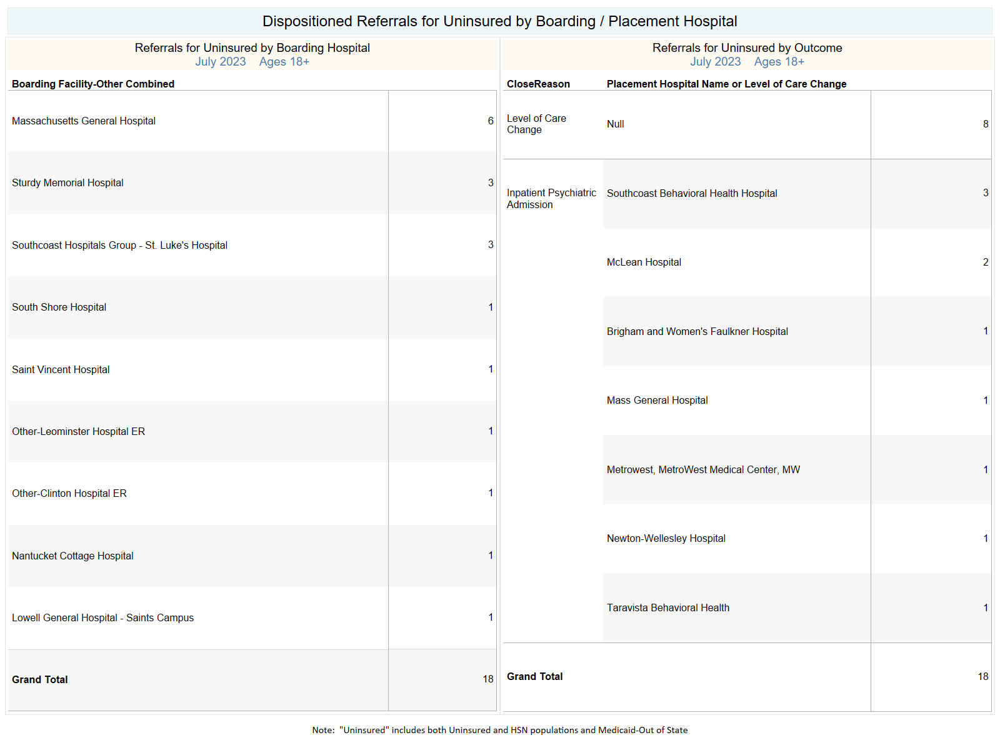 Dispositioned Referrals for Uninsured by Boarding / Placement Hospital
Referrals for Uninsured by Boarding Hospital
July 2023 Ages 18+
Boarding Facility-Other Combined
Massachusetts General Hospital 6
Sturdy Memorial Hospital 3
Southcoast Hospitals Group - St. Luke's Hospital 3
South Shore Hospital 1
Saint Vincent Hospital 1
Other-Leominster Hospital ER 1
Other-Clinton Hospital ER 1
Nantucket Cottage Hospital 1
Lowell General Hospital - Saints Campus 1
Grand Total 18
Referrals for Uninsured by Outcome
July 2023 Ages 18+
CloseReason Placement Hospital Name or Level of Care Change
Level of Care
Change
Null 8
Inpatient Psychiatric
Admission
Southcoast Behavioral Health Hospital 3
McLean Hospital 2
Brigham and Women's Faulkner Hospital 1
Mass General Hospital 1
Metrowest, MetroWest Medical Center, MW 1
Newton-Wellesley Hospital 1
Taravista Behavioral Health 1
Grand Total 18
Note: "Uninsured" includes both Uninsured and HSN populations and Medicaid-Out of State